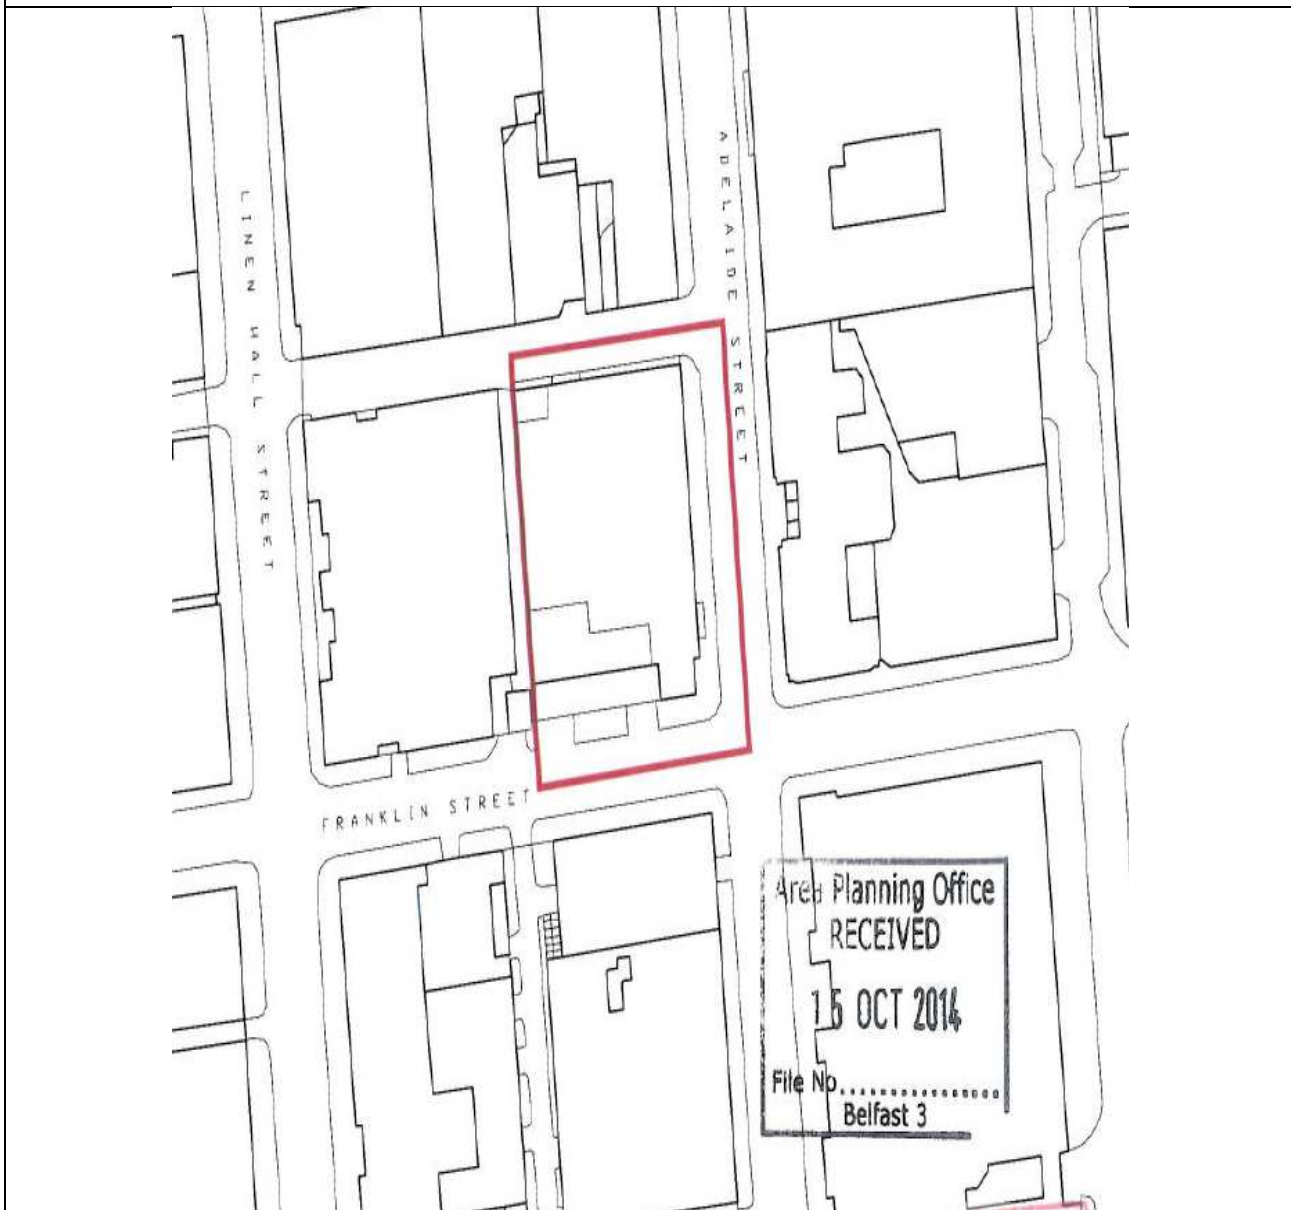 LINEN HALL STREET
ADELAIDE STREET
FRANKLIN STREET
Area Planning Office
RECEIVED
15 OCT 2014
File No..................
Belfast 3